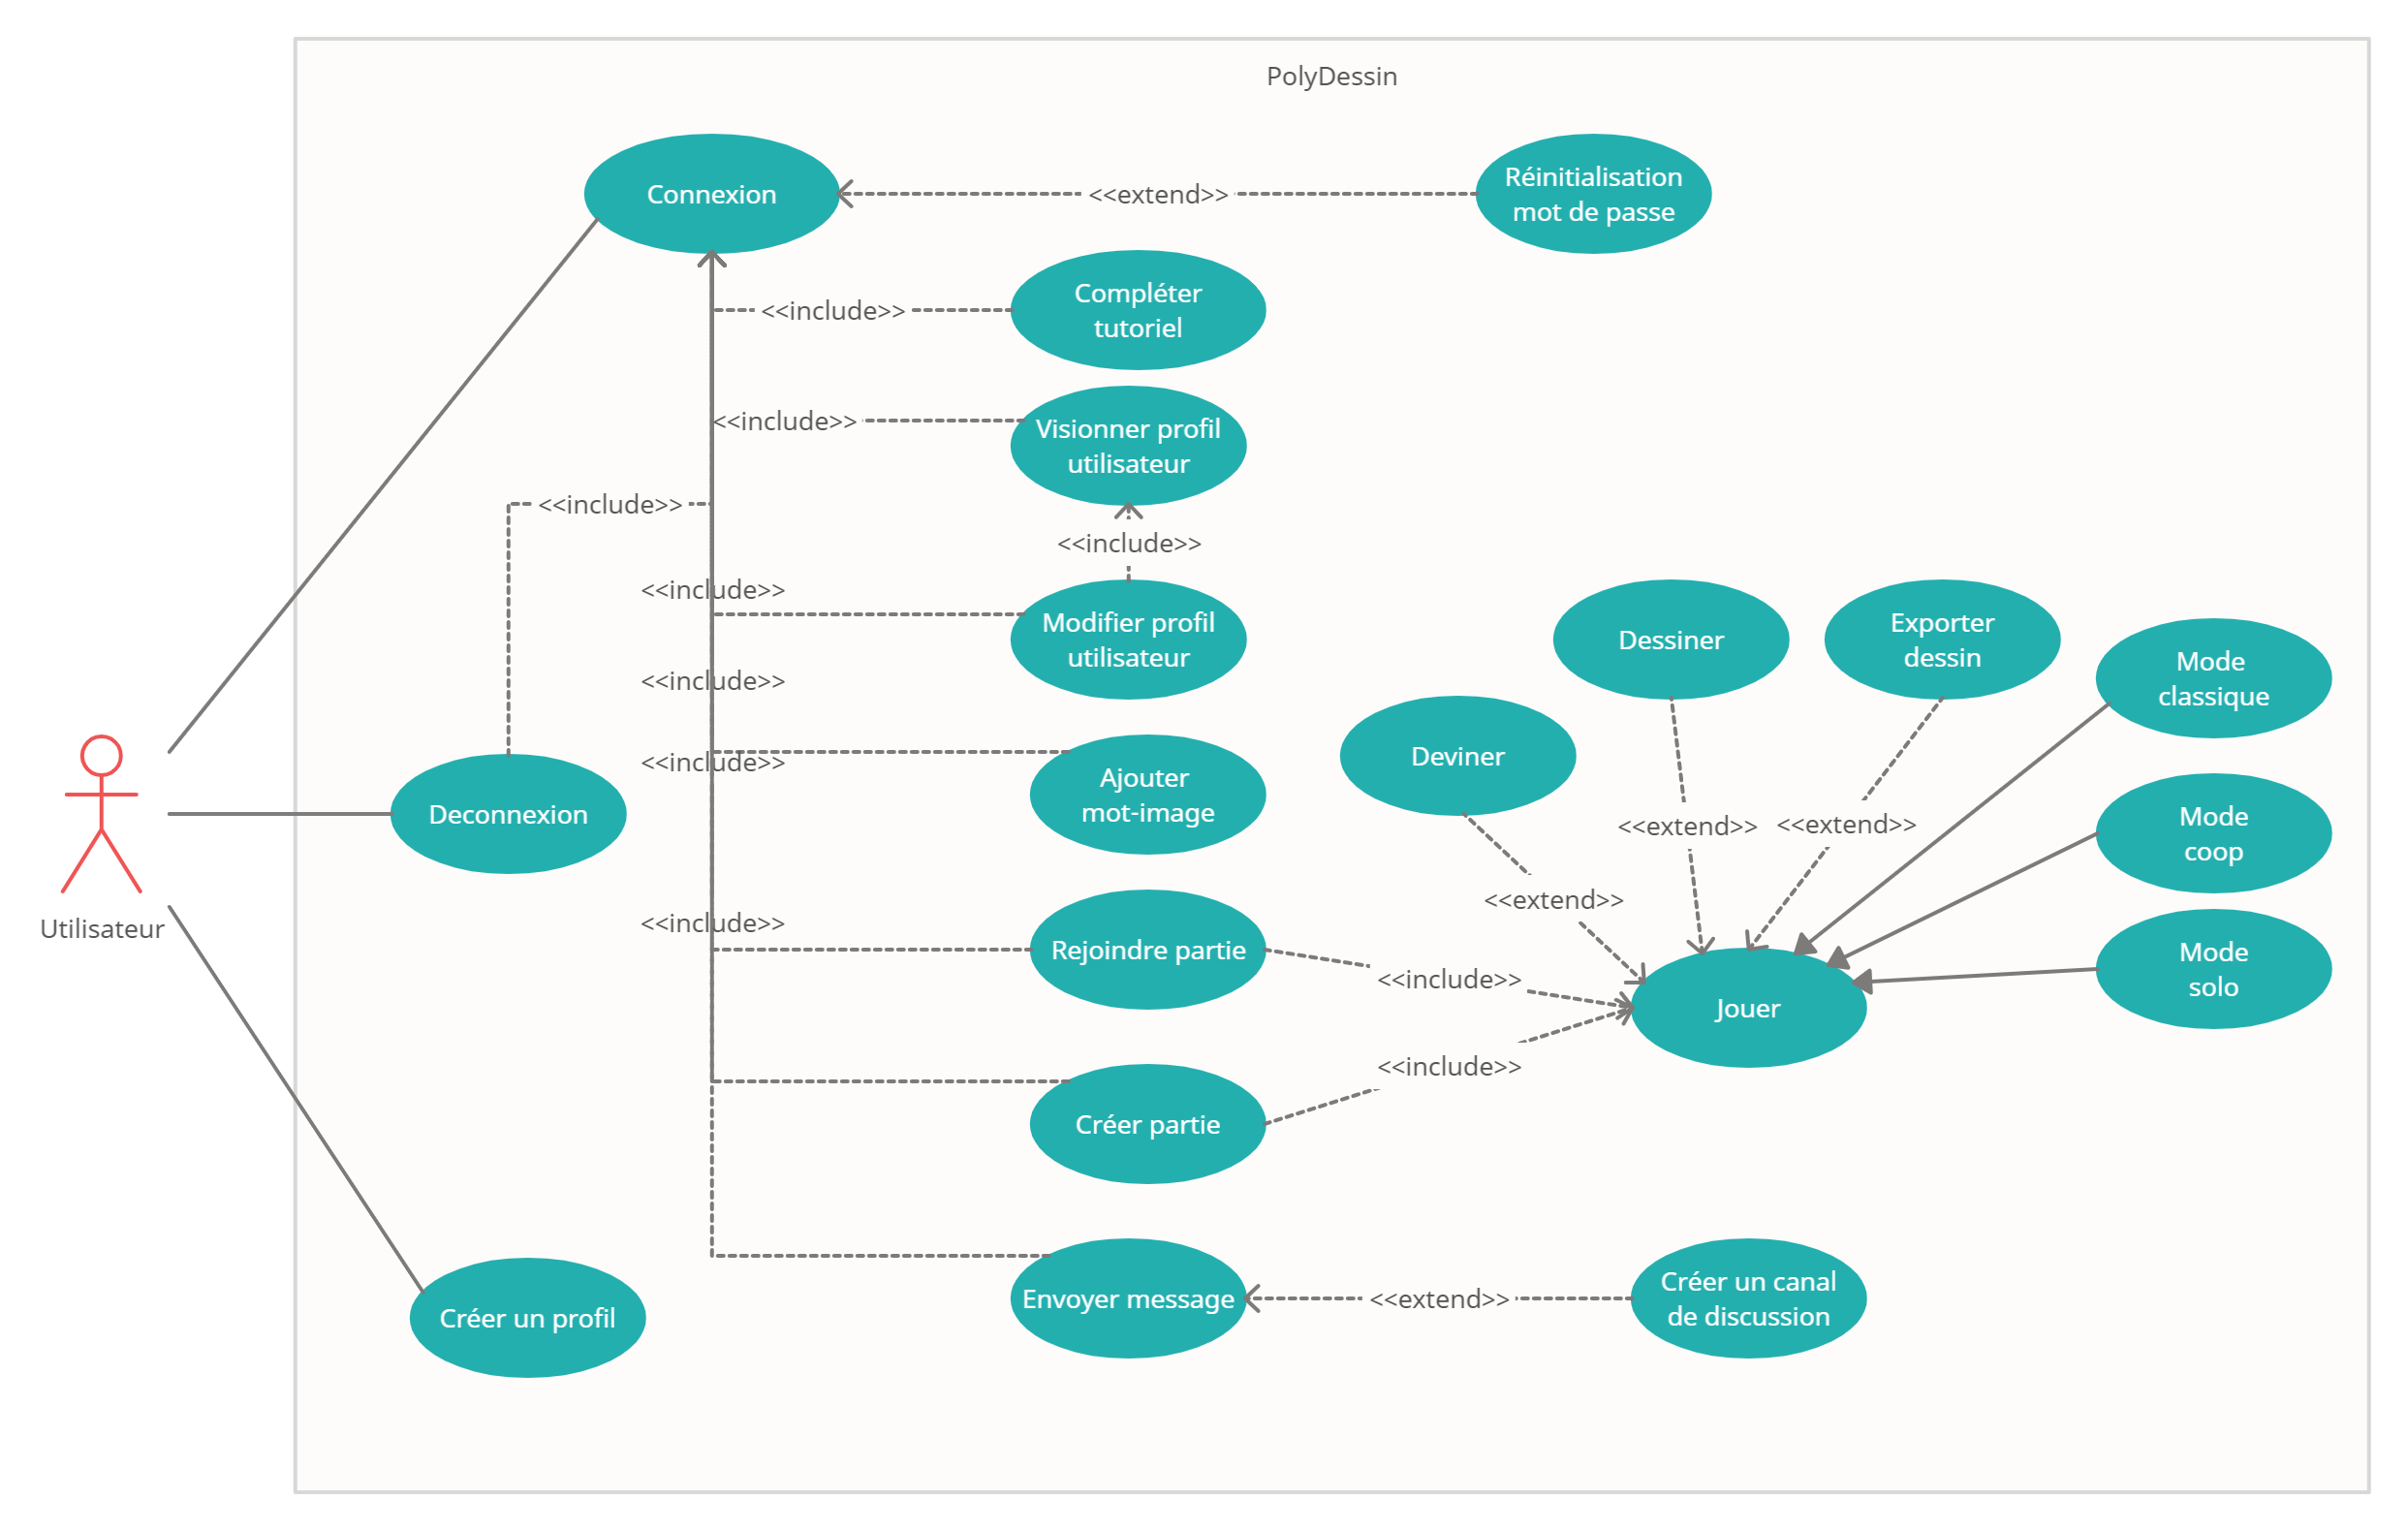 PolyDessin
Connexion
<<extend>>
Réinitialisation
mot de passe
<<include>>
Compléter
tutoriel
<<include>>
Visionner profil
utilisateur
<<include>>
<<include>>
<<include>>
Modifier profil
utilisateur
<<include>>
<<include>>
Ajouter
mot-image
Deconnexion
Utilisateur
Dessiner
Exporter
dessin
Mode
classique
Deviner
<<extend>>
<<extend>>
Mode
coop
<<extend>>
<<include>>
Rejoindre partie
<<include>>
Mode
solo
Jouer
<<include>>
Créer partie
Créer un profil
Envoyer message
<<extend>>
Créer un canal
de discussion